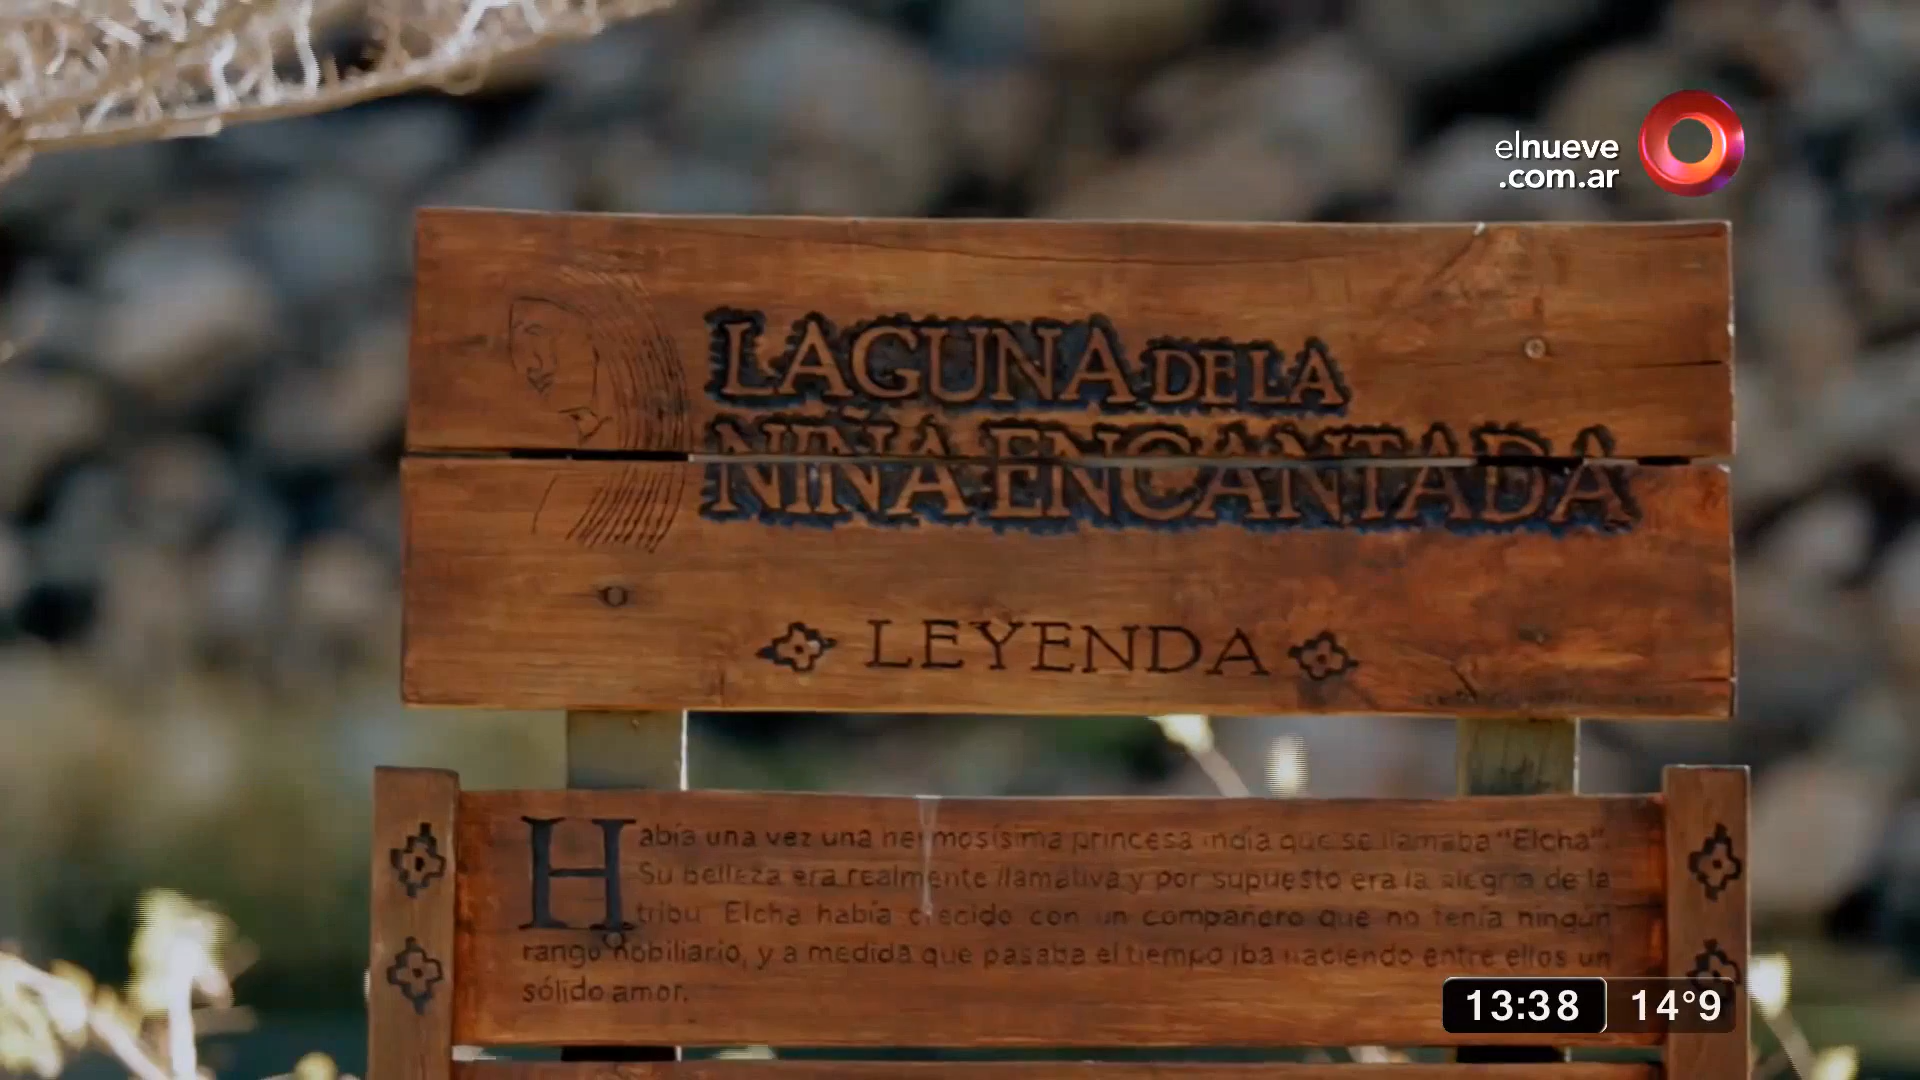 elnueve
.com.ar
LAGUNA DE LA
NIÑA ENCANTADA
LEYENDA
Había una vez una hermosísima princesa india que se llamaba "Elcha".
Su belleza era realmente llamativa y por supuesto era la alegría de la
tribu. Elcha había crecido con un compañero que no tenía ningún
rango nobiliario, y a medida que pasaba el tiempo iba naciendo entre ellos un
sólido amor.
13:38 14°9